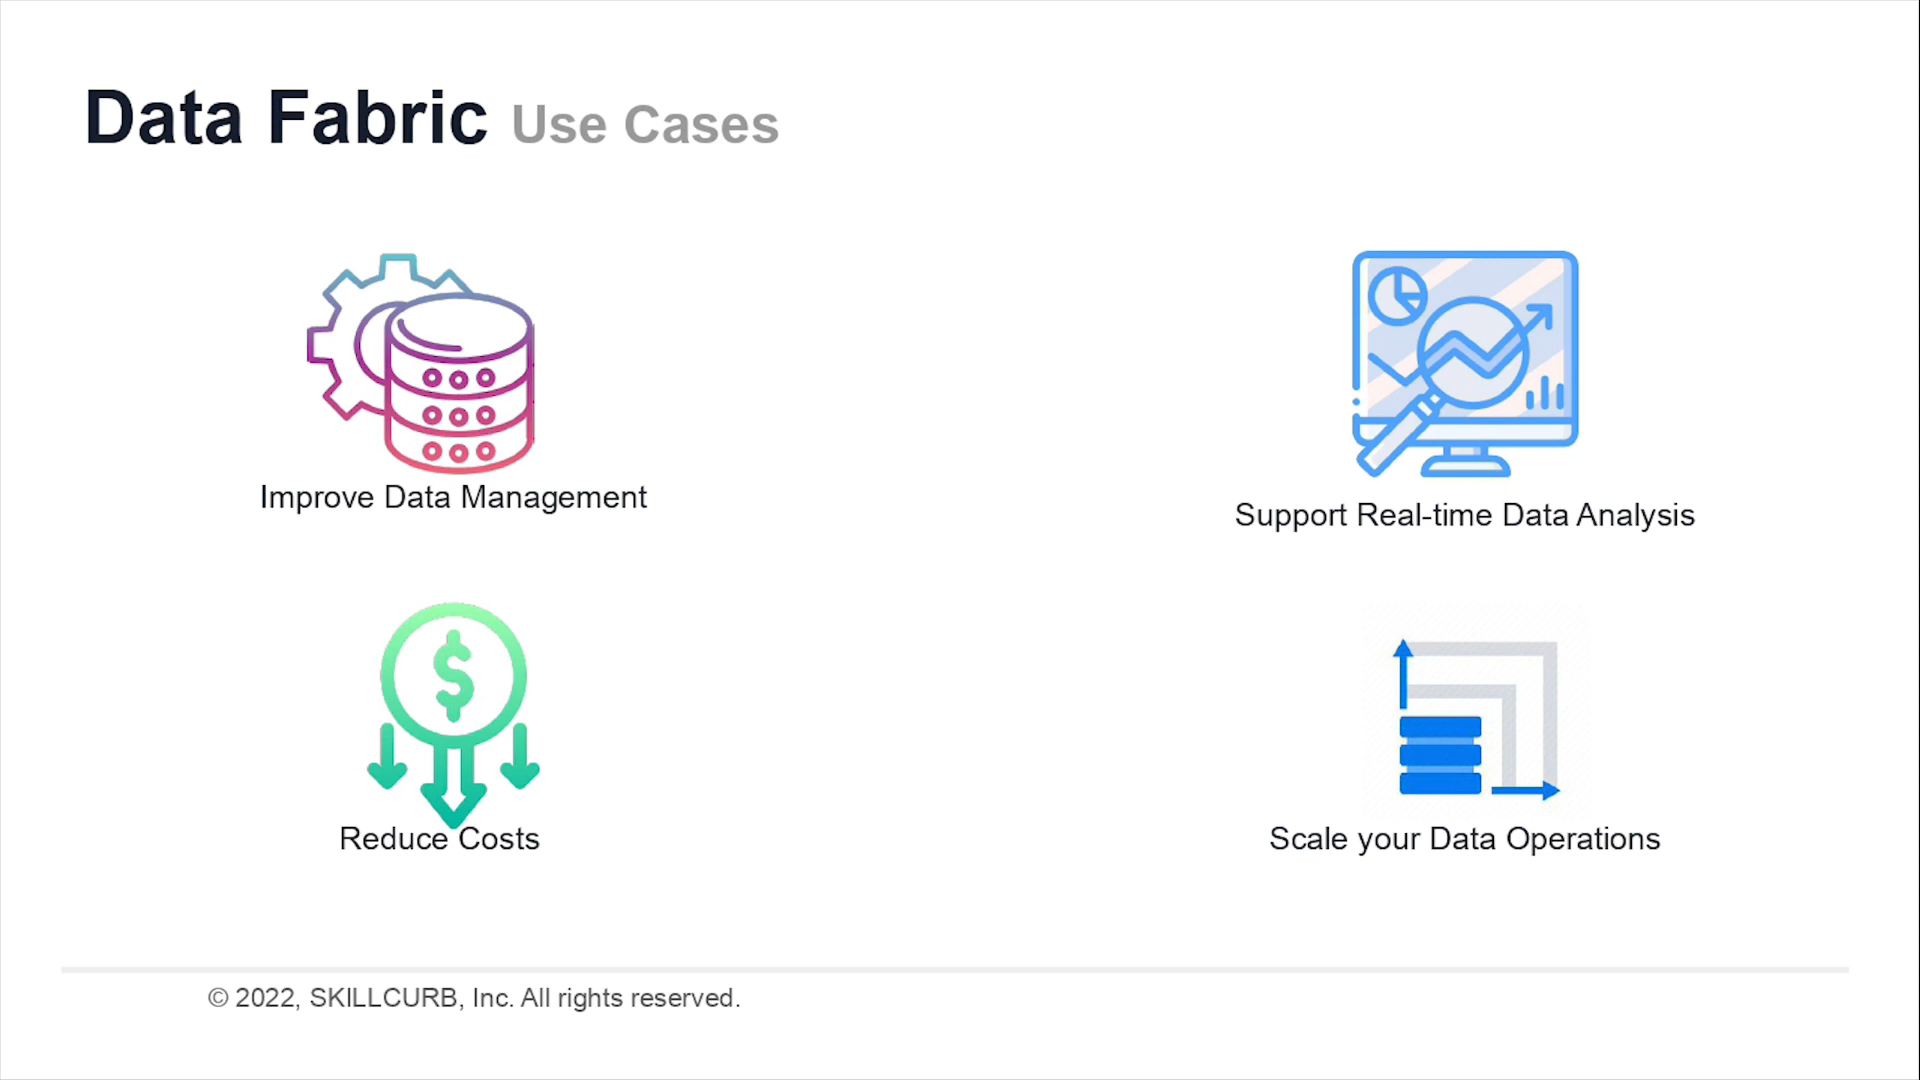 Data Fabric Use Cases
Improve Data Management
Support Real-time Data Analysis
Reduce Costs
Scale your Data Operations
© 2022, SKILLCURB, Inc. All rights reserved.